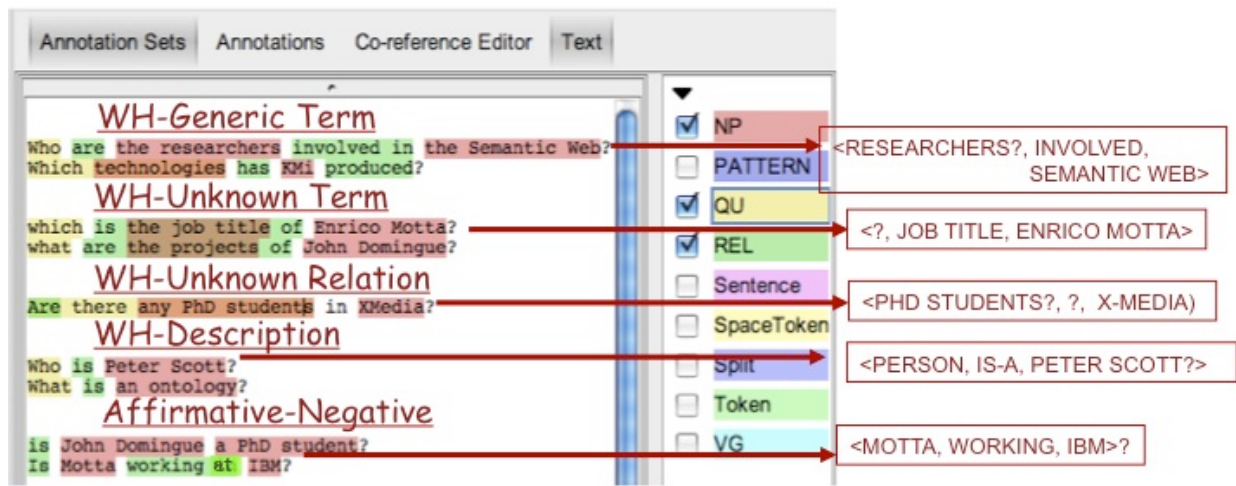 Annotation Sets Annotations Co-reference Editor Text
WH-Generic Term
Who are the researchers involved in the Semantic Web?
Which technologies has KMi produced?
WH-Unknown Term
which is the job title of Enrico Motta?
what are the projects of John Domingue?
WH-Unknown Relation
Are there any PhD students in XMedia?
WH-Description
Who is Peter Scott?
What is an ontology?
Affirmative-Negative
is John Domingue a PhD student?
Is Motta working at IBM?
NP
PATTERN
QU
REL
Sentence
SpaceToken
Split
Token
VG
<RESEARCHERS?, INVOLVED,
SEMANTIC WEB>
<?, JOB TITLE, ENRICO MOTTA>
<PHD STUDENTS?, ?, X-MEDIA)
<PERSON, IS-A, PETER SCOTT?>
<MOTTA, WORKING, IBM>?